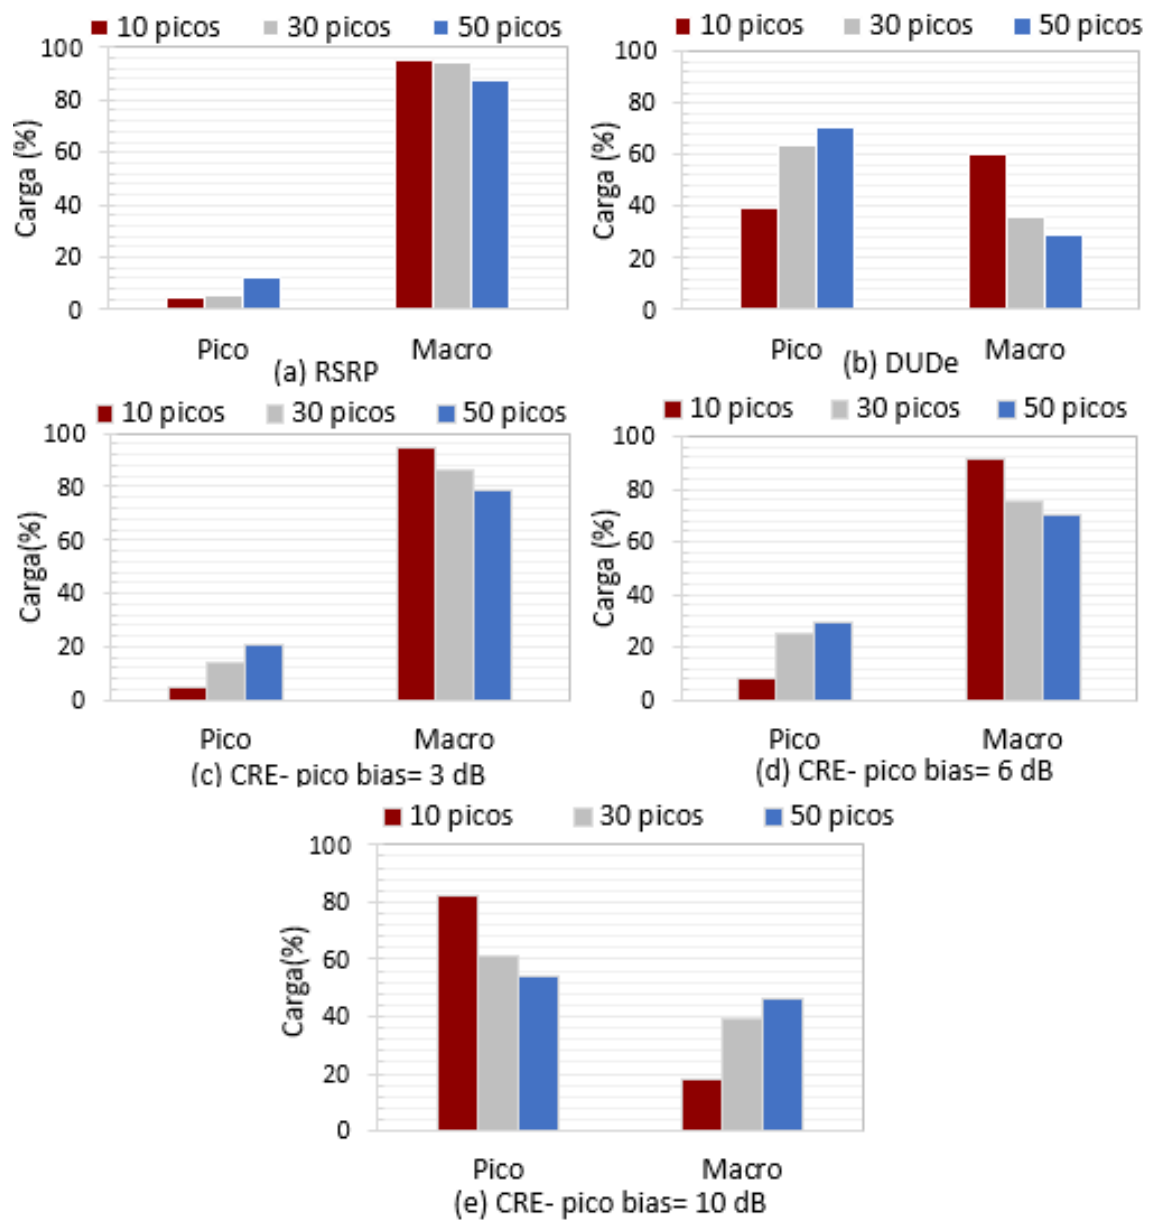 10 picos 30 picos 50 picos
100
80
60
40
20
0
Carga (%)
Pico Macro
(a) RSRP
10 picos 30 picos 50 picos
100
80
60
40
20
0
Carga (%)
Pico Macro
(b) DUDe
10 picos 30 picos 50 picos
100
80
60
40
20
0
Carga(%)
Pico Macro
(c) CRE- pico bias= 3 dB
10 picos 30 picos 50 picos
100
80
60
40
20
0
Carga (%)
Pico Macro
(d) CRE- pico bias= 6 dB
10 picos 30 picos 50 picos
100
80
60
40
20
0
Carga(%)
Pico Macro
(e) CRE- pico bias= 10 dB